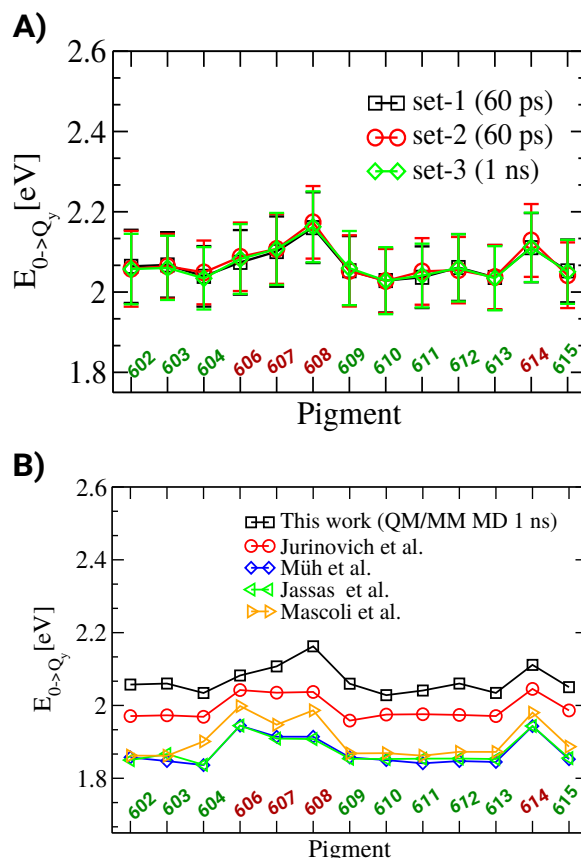 A)
2.6
2.4
2.2
2
1.8
E0->Qy [eV]
set-1 (60 ps)
set-2 (60 ps)
set-3 (1 ns)
602 603 604 606 607 608 609 610 611 612 613 614 615
Pigment
B)
2.6
2.4
2.2
2
1.8
E0->Qy [eV]
This work (QM/MM MD 1 ns)
Jurinovich et al.
Müh et al.
Jassas et al.
Mascoli et al.
602 603 604 606 607 608 609 610 611 612 613 614 615
Pigment